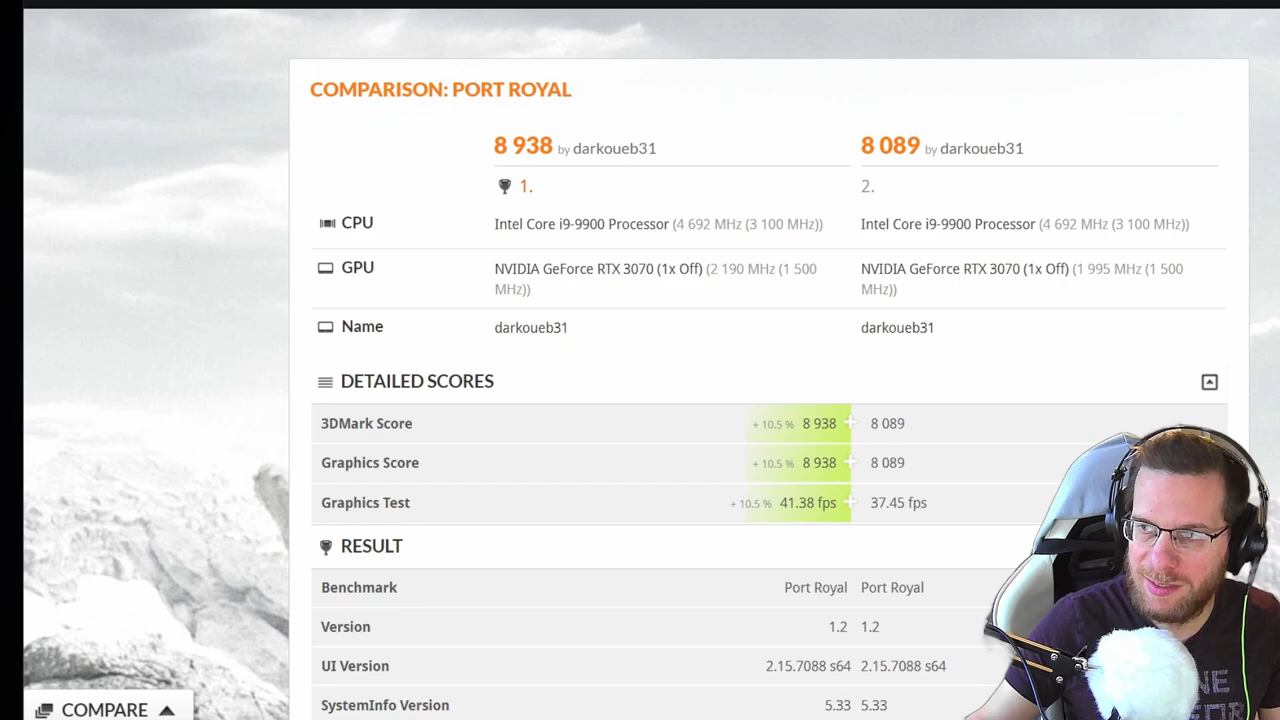 COMPARISON: PORT ROYAL
8 938 by darkoueb31 8 089 by darkoueb31
1. 2.
CPU Intel Core i9-9900 Processor (4 692 MHz (3 100 MHz)) Intel Core i9-9900 Processor (4 692 MHz (3 100 MHz))
GPU NVIDIA GeForce RTX 3070 (1x Off) (2 190 MHz (1 500 NVIDIA GeForce RTX 3070 (1x Off) (1 995 MHz (1 500
MHz)) MHz))
Name darkoueb31 darkoueb31
DETAILED SCORES
3DMark Score + 10.5 % 8 938 8 089
Graphics Score + 10.5 % 8 938 8 089
Graphics Test + 10.5 % 41.38 fps 37.45 fps
RESULT
Benchmark Port Royal Port Royal
Version 1.2 1.2
UI Version 2.15.7088 s64 2.15.7088 s64
SystemInfo Version 5.33 5.33
COMPARE